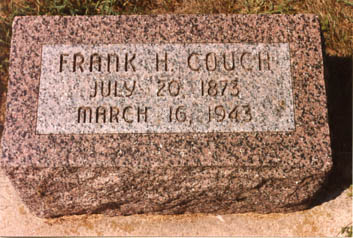 FRANK H. COUCH
JULY 20, 1873
MARCH 16, 1943